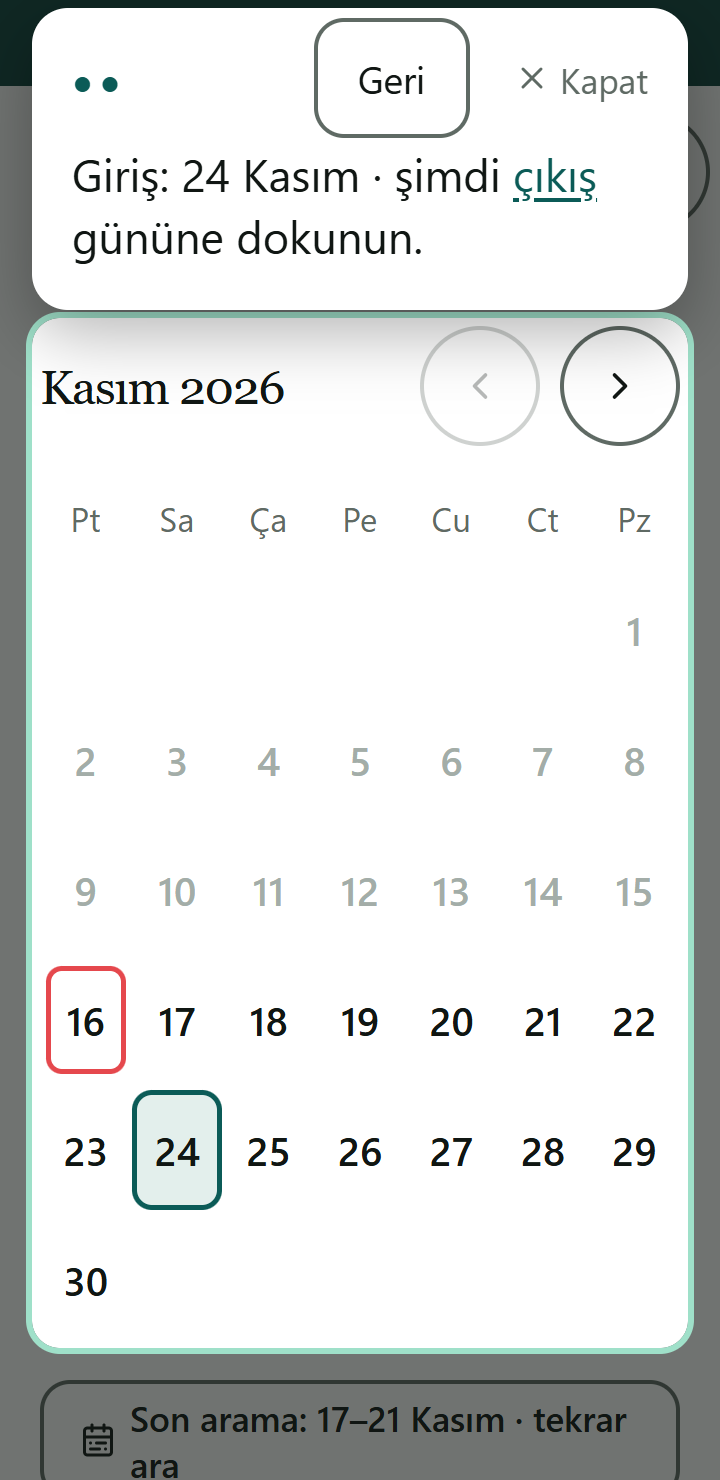 Geri
Kapat
Giriş: 24 Kasım · şimdi çıkış
gününe dokunun.
Kasım 2026
Pt Sa Ça Pe Cu Ct Pz
1
2 3 4 5 6 7 8
9 10 11 12 13 14 15
16 17 18 19 20 21 22
23 24 25 26 27 28 29
30
Son arama: 17–21 Kasım · tekrar
ara